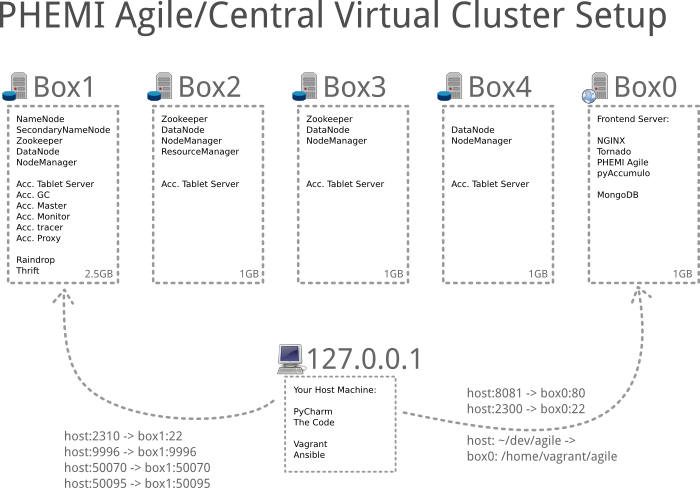 PHEMI Agile/Central Virtual Cluster Setup
Box1
NameNode
SecondaryNameNode
Zookeeper
DataNode
NodeManager
Acc. Tablet Server
Acc. GC
Acc. Master
Acc. Monitor
Acc. tracer
Acc. Proxy
Raindrop
Thrift
2.5GB
Box2
Zookeeper
DataNode
NodeManager
ResourceManager
Acc. Tablet Server
1GB
Box3
Zookeeper
DataNode
NodeManager
Acc. Tablet Server
1GB
Box4
DataNode
NodeManager
Acc. Tablet Server
1GB
Box0
Frontend Server:
NGINX
Tornado
PHEMI Agile
pyAccumulo
MongoDB
1GB
127.0.0.1
Your Host Machine:
PyCharm
The Code
Vagrant
Ansible
host:2310 -> box1:22
host:9996 -> box1:9996
host:50070 -> box1:50070
host:50095 -> box1:50095
host:8081 -> box0:80
host:2300 -> box0:22
host: ~/dev/agile ->
box0: /home/vagrant/agile